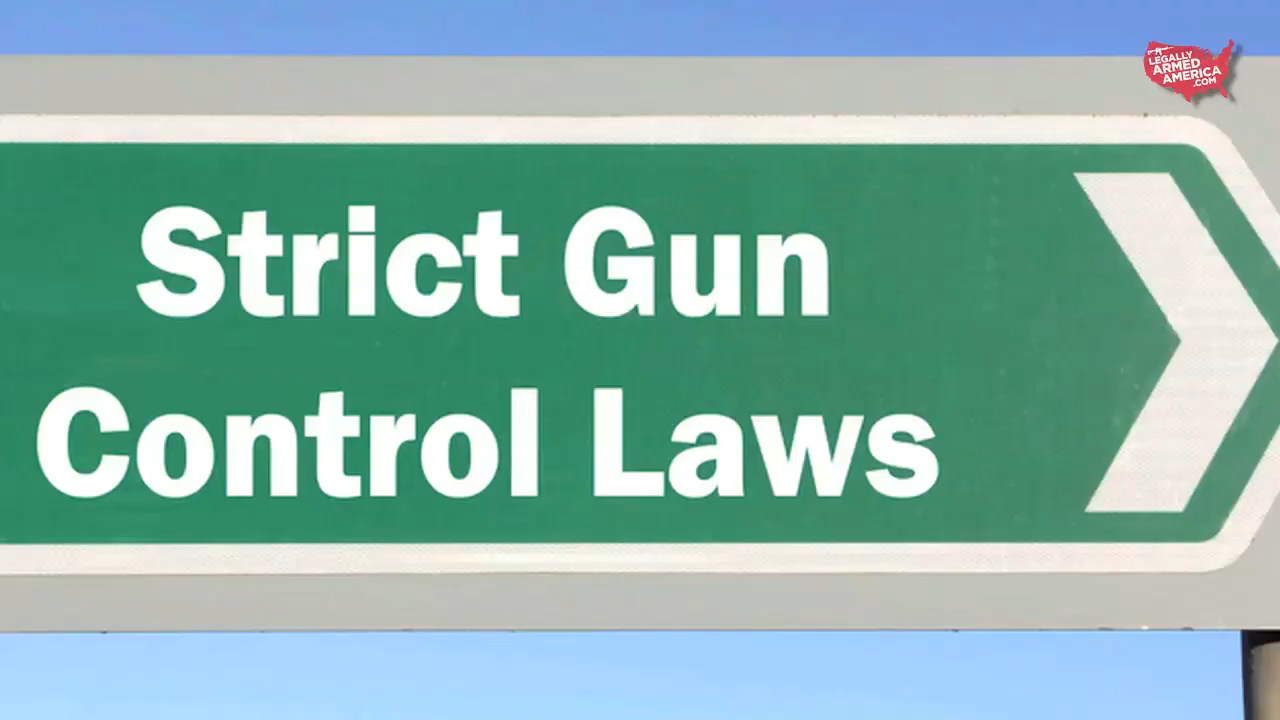 LEGALLY
ARMED
AMERICA
.COM
Strict Gun
Control Laws